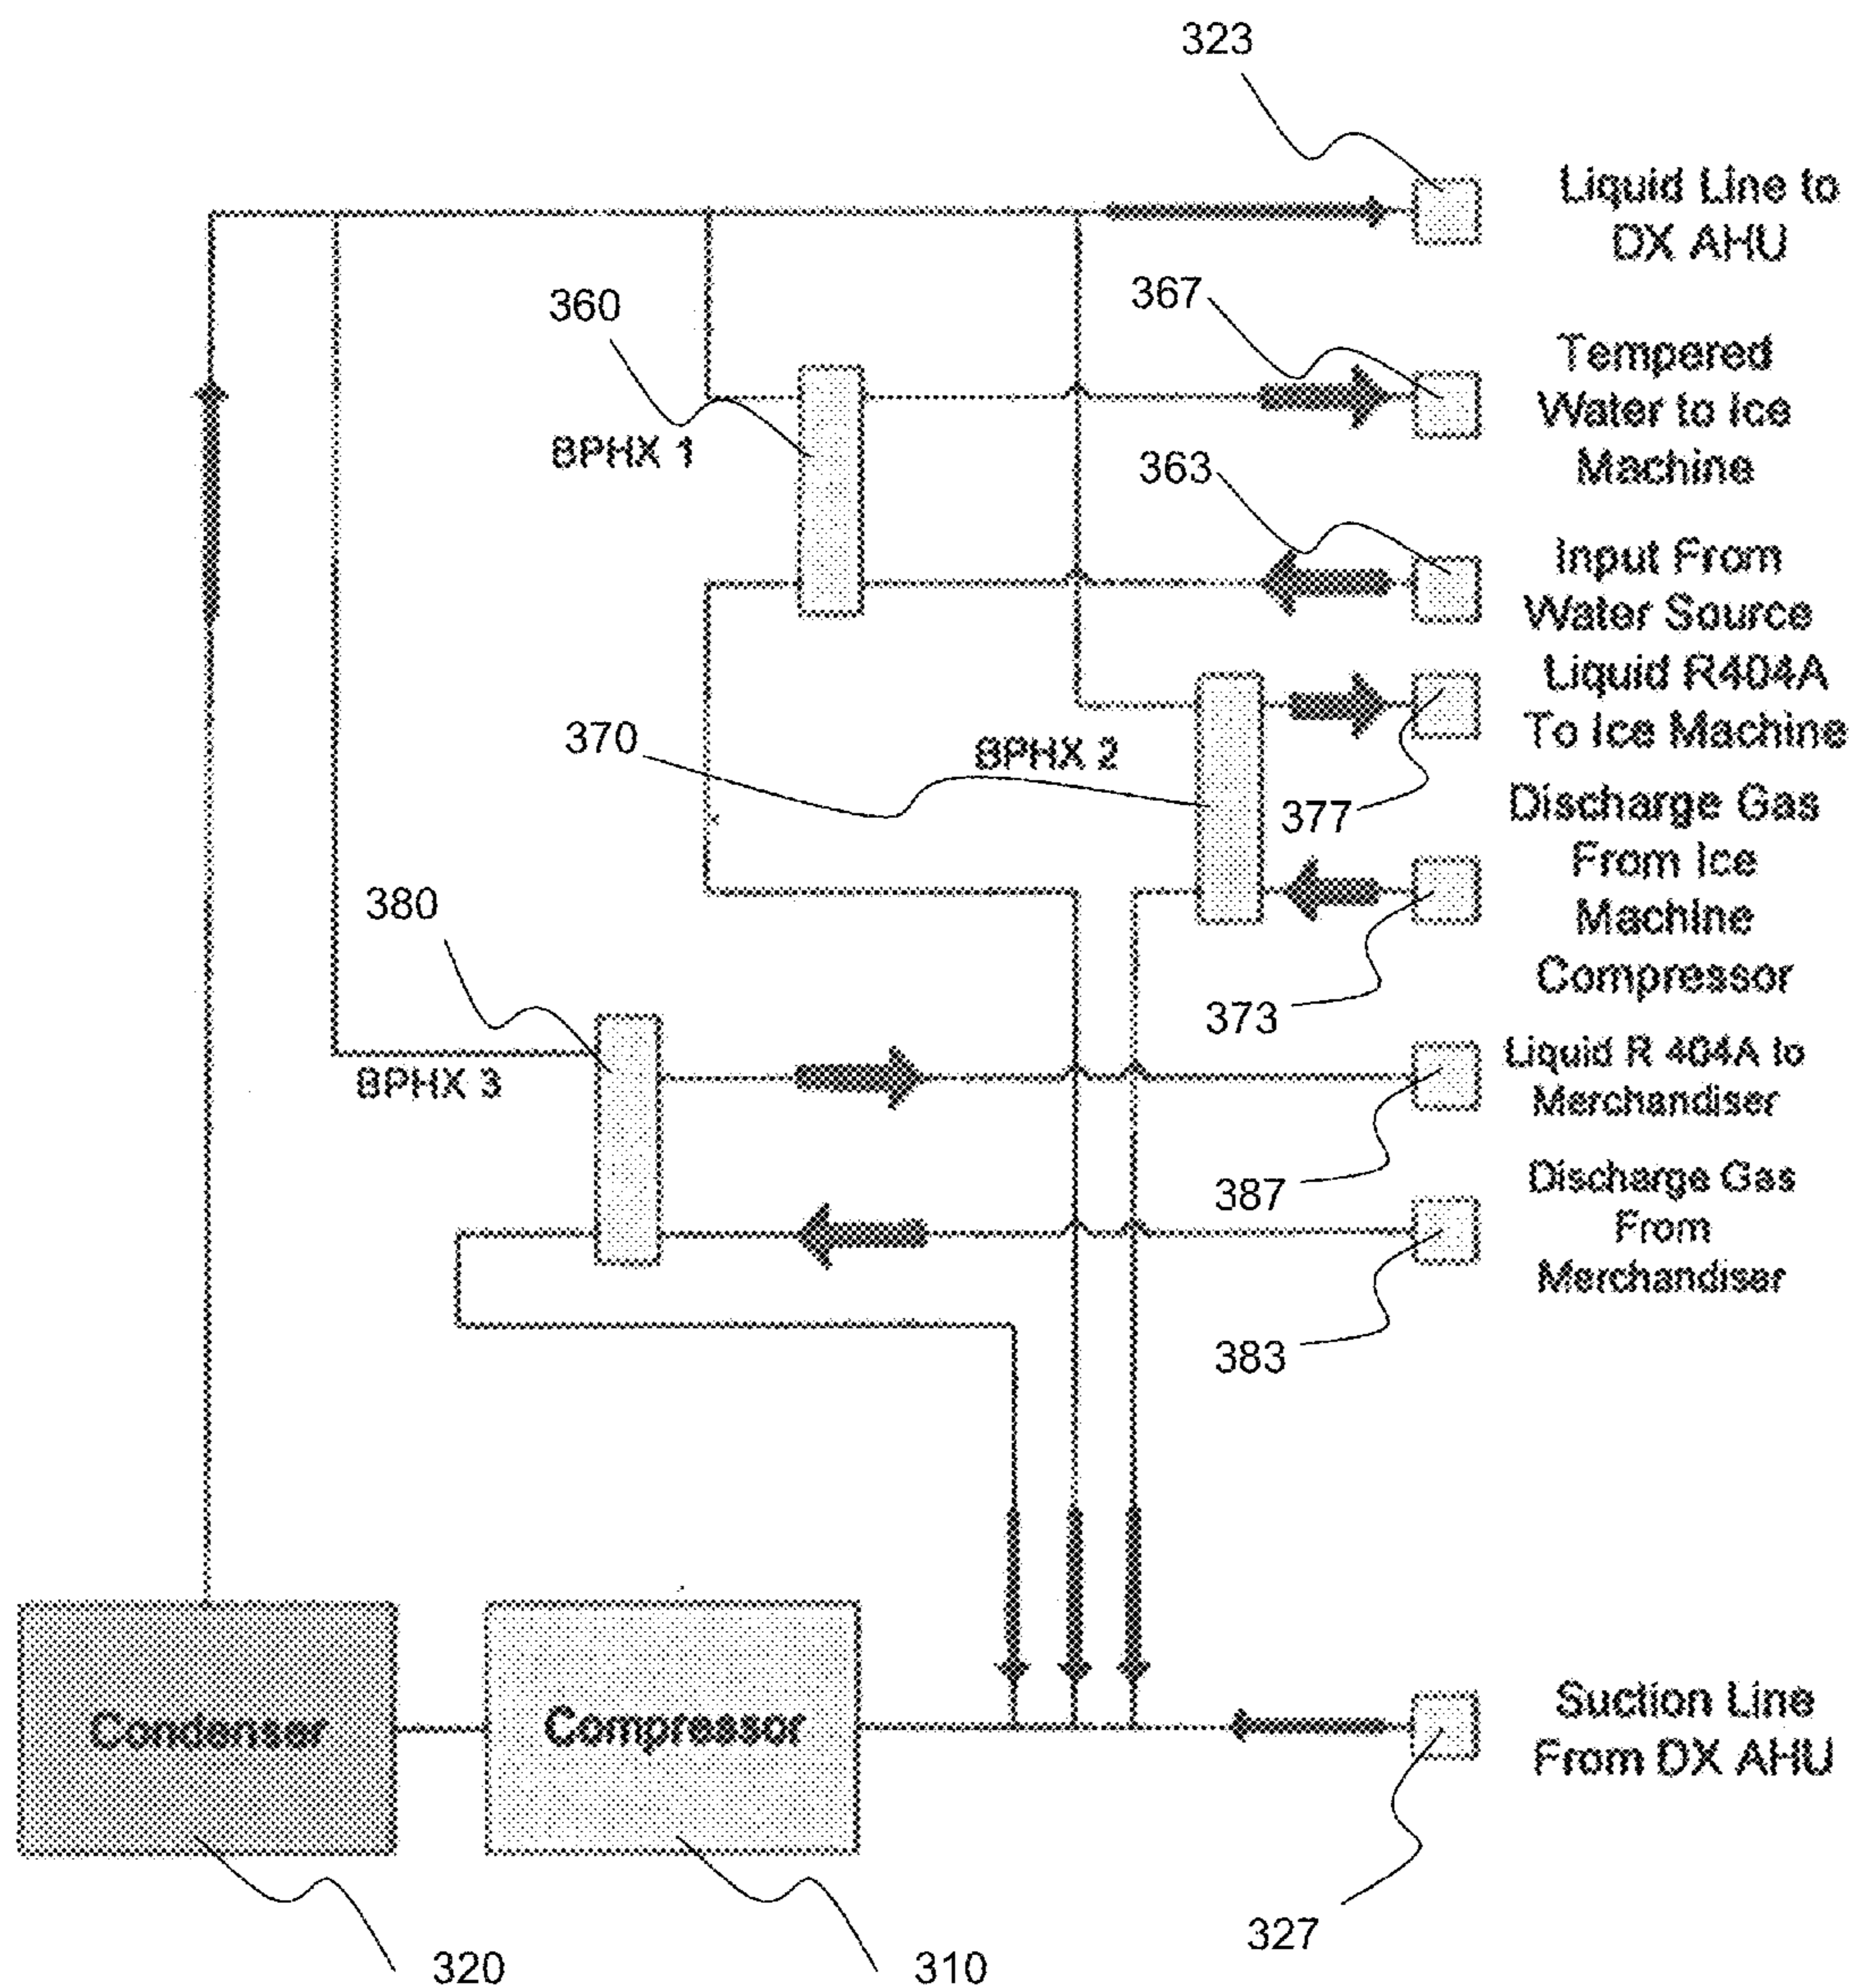 323
Liquid Line to
DX AHU
367
360
Tempered
Water to Ice
Machine
BPHX 1
363
Input From
Water Source
Liquid R404A
To Ice Machine
370
BPHX 2
377
Discharge Gas
From Ice
Machine
Compressor
380
373
BPHX 3
Liquid R 404A to
Merchandiser
387
Discharge Gas
From
Merchandiser
383
Condenser
Compressor
Suction Line
From DX AHU
327
320
310